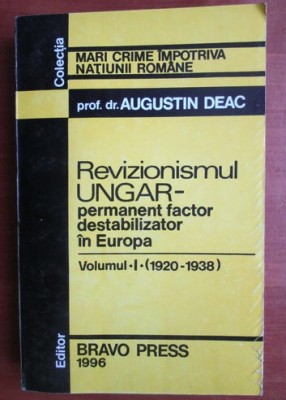 Colecția
MARI CRIME ÎMPOTRIVA
NAȚIUNII ROMÂNE
prof. dr. AUGUSTIN DEAC
Revizionismul
UNGAR-
permanent factor
destabilizator
în Europa
Volumul·I·(1920-1938)
Editor
BRAVO PRESS
1996